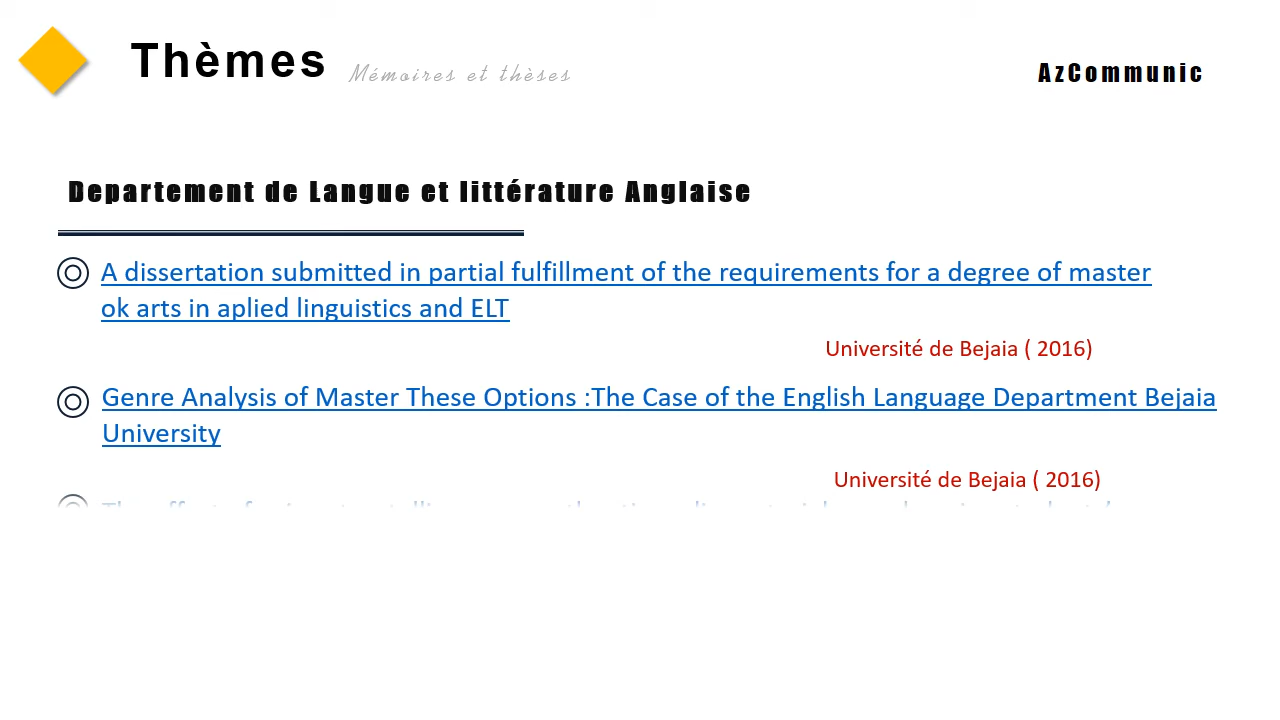 Thèmes Mémoires et thèses
AzCommunic
Departement de Langue et littérature Anglaise
A dissertation submitted in partial fulfillment of the requirements for a degree of master
ok arts in aplied linguistics and ELT
Université de Bejaia ( 2016)
Genre Analysis of Master These Options :The Case of the English Language Department Bejaia
University
Université de Bejaia ( 2016)